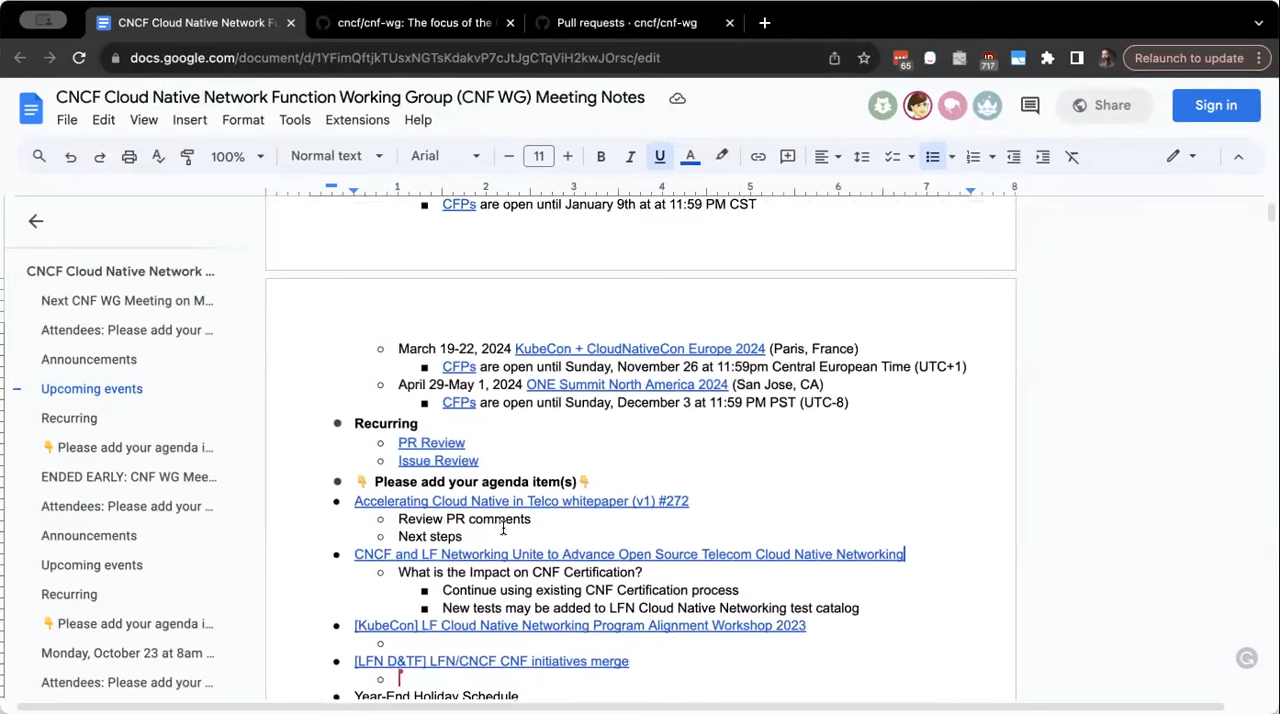 CNCF Cloud Native Network F
cncf/cnf-wg: The focus of the
Pull requests · cncf/cnf-wg
docs.google.com/document/d/1YFimQftjkTUsxNGTsKdakvP7cJtJgCTqViH2kwJOrsc/edit
65
717
Relaunch to update
CNCF Cloud Native Network Function Working Group (CNF WG) Meeting Notes
File Edit View Insert Format Tools Extensions Help
Share
Sign in
100% Normal text Arial 11 B I U A
1 2 3 4 5 6 7 8
CNCF Cloud Native Network ...
Next CNF WG Meeting on M...
Attendees: Please add your ...
Announcements
Upcoming events
Recurring
👇 Please add your agenda i...
ENDED EARLY: CNF WG Mee...
Attendees: Please add your ...
Announcements
Upcoming events
Recurring
👇 Please add your agenda i...
Monday, October 23 at 8am ...
Attendees: Please add your ...
■ CFPs are open until January 9th at at 11:59 PM CST
○ March 19-22, 2024 KubeCon + CloudNativeCon Europe 2024 (Paris, France)
■ CFPs are open until Sunday, November 26 at 11:59pm Central European Time (UTC+1)
○ April 29-May 1, 2024 ONE Summit North America 2024 (San Jose, CA)
■ CFPs are open until Sunday, December 3 at 11:59 PM PST (UTC-8)
● Recurring
○ PR Review
○ Issue Review
● 👇 Please add your agenda item(s)👇
● Accelerating Cloud Native in Telco whitepaper (v1) #272
○ Review PR comments
○ Next steps
● CNCF and LF Networking Unite to Advance Open Source Telecom Cloud Native Networking
○ What is the Impact on CNF Certification?
■ Continue using existing CNF Certification process
■ New tests may be added to LFN Cloud Native Networking test catalog
● [KubeCon] LF Cloud Native Networking Program Alignment Workshop 2023
○
● [LFN D&TF] LFN/CNCF CNF initiatives merge
○
● Year-End Holiday Schedule